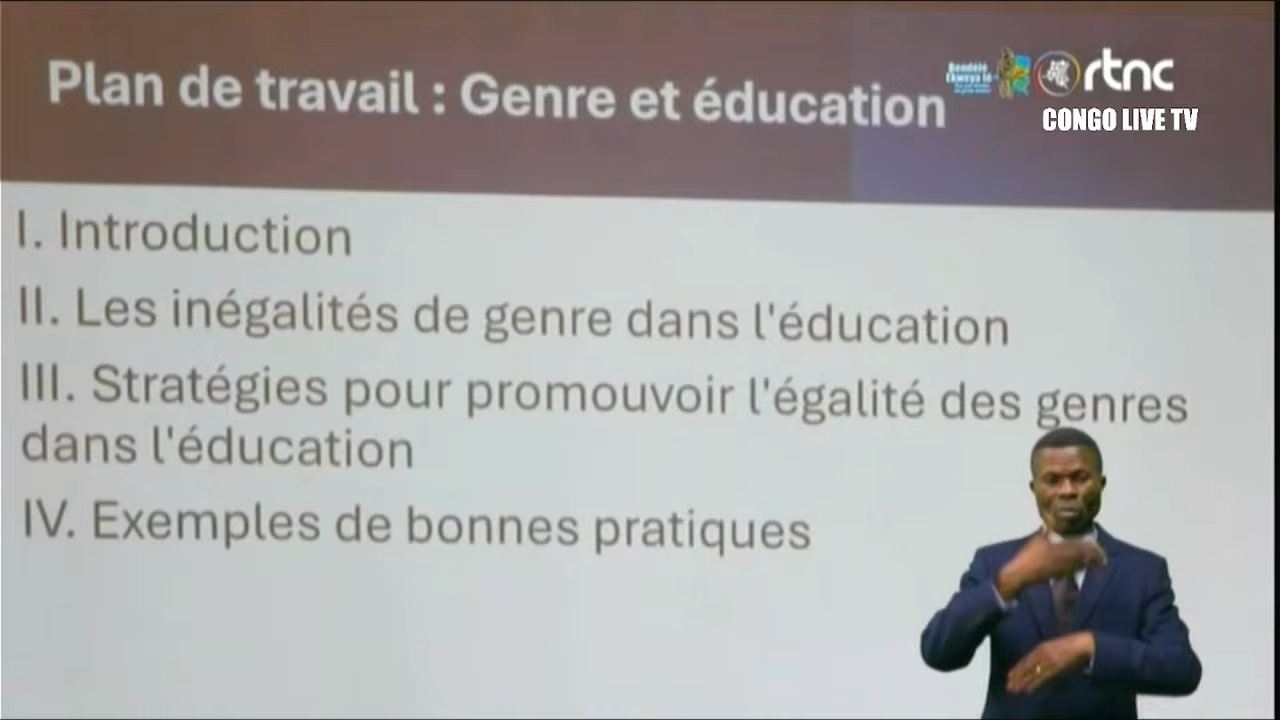 Plan de travail : Genre et éducation
rtnc
CONGO LIVE TV
I. Introduction
II. Les inégalités de genre dans l'éducation
III. Stratégies pour promouvoir l'égalité des genres
dans l'éducation
IV. Exemples de bonnes pratiques